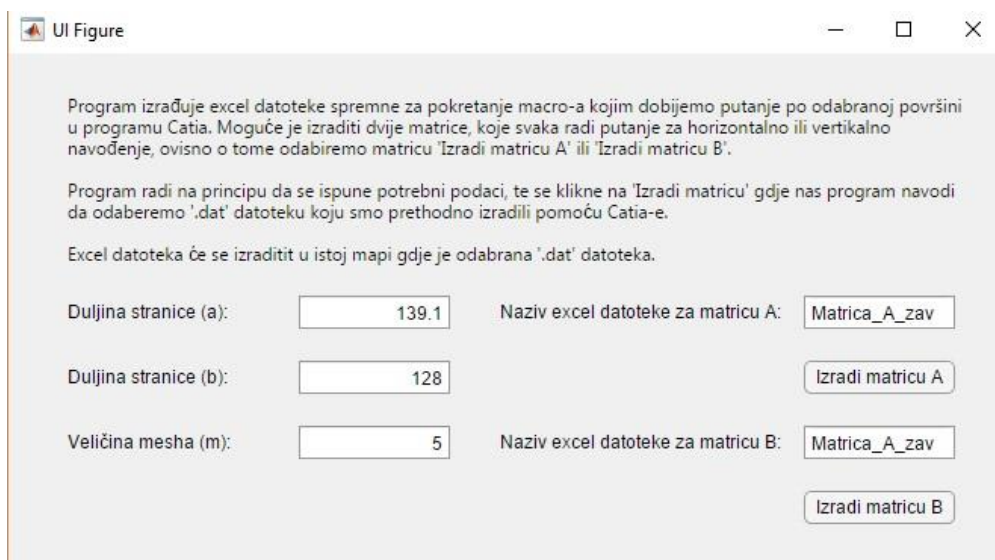 UI Figure
Program izrađuje excel datoteke spremne za pokretanje macro-a kojim dobijemo putanje po odabranoj površini
u programu Catia. Moguće je izraditi dvije matrice, koje svaka radi putanje za horizontalno ili vertikalno
navođenje, ovisno o tome odabiremo matricu 'Izradi matricu A' ili 'Izradi matricu B'.
Program radi na principu da se ispune potrebni podaci, te se klikne na 'Izradi matricu' gdje nas program navodi
da odaberemo '.dat' datoteku koju smo prethodno izradili pomoću Catia-e.
Excel datoteka će se izraditit u istoj mapi gdje je odabrana '.dat' datoteka.
Duljina stranice (a): 139.1 Naziv excel datoteke za matricu A: Matrica_A_zav
Duljina stranice (b): 128 Izradi matricu A
Veličina mesha (m): 5 Naziv excel datoteke za matricu B: Matrica_A_zav
Izradi matricu B